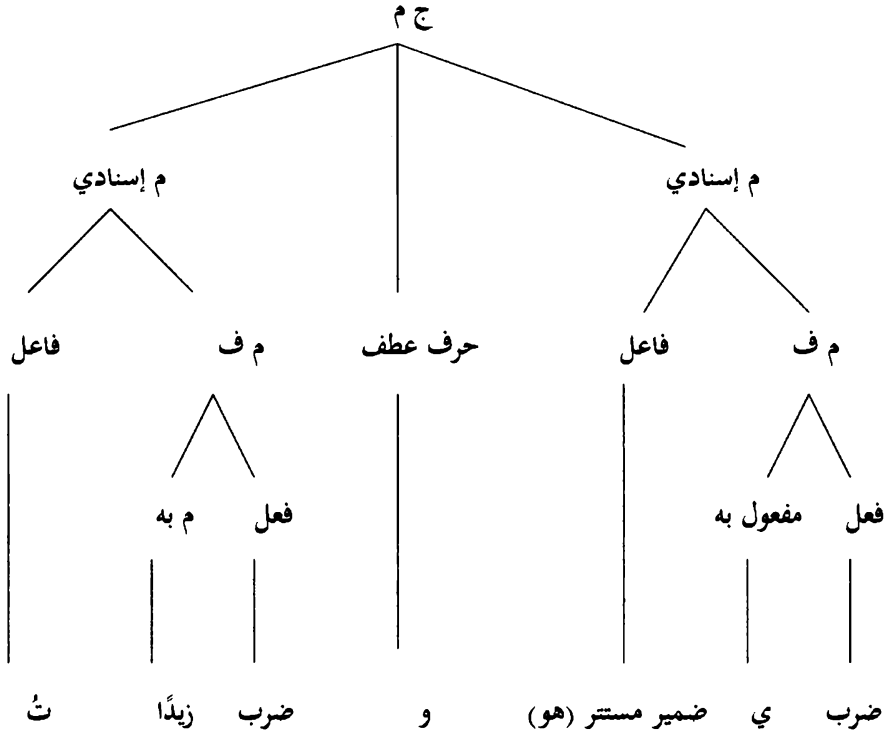 ج م
م إسنادي م إسنادي
م ف فاعل حرف عطف م ف فاعل
فعل مفعول به فعل م به
ضرب ي ضمير مستتر (هو) و ضرب زيدًا تُ